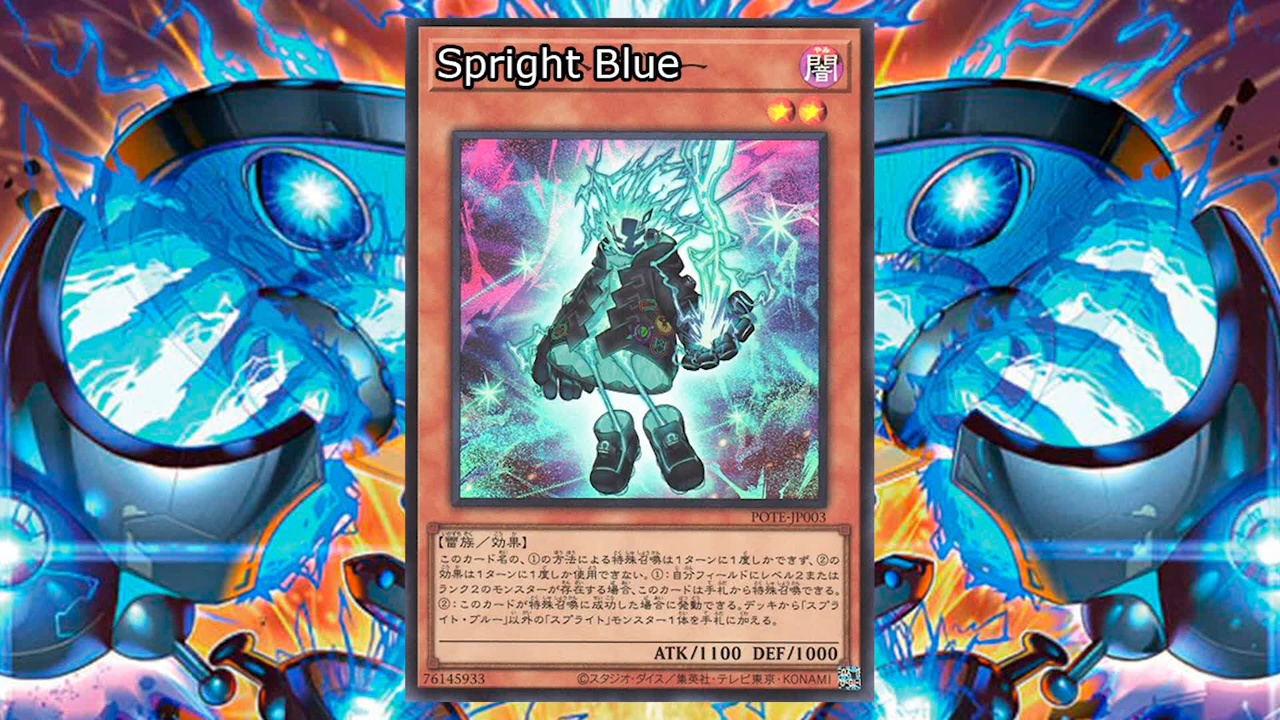 Spright Blue
闇
POTE-JP003
【雷族／効果】
このカード名の、①の方法による特殊召喚は１ターンに１度しかできず、②の
効果は１ターンに１度しか使用できない。①：自分フィールドにレベル２または
ランク２のモンスターが存在する場合、このカードは手札から特殊召喚できる。
②：このカードが特殊召喚に成功した場合に発動できる。デッキから「スプラ
イト・ブルー」以外の「スプライト」モンスター１体を手札に加える。
ATK/1100 DEF/1000
76145933 ©スタジオ・ダイス／集英社・テレビ東京・KONAMI